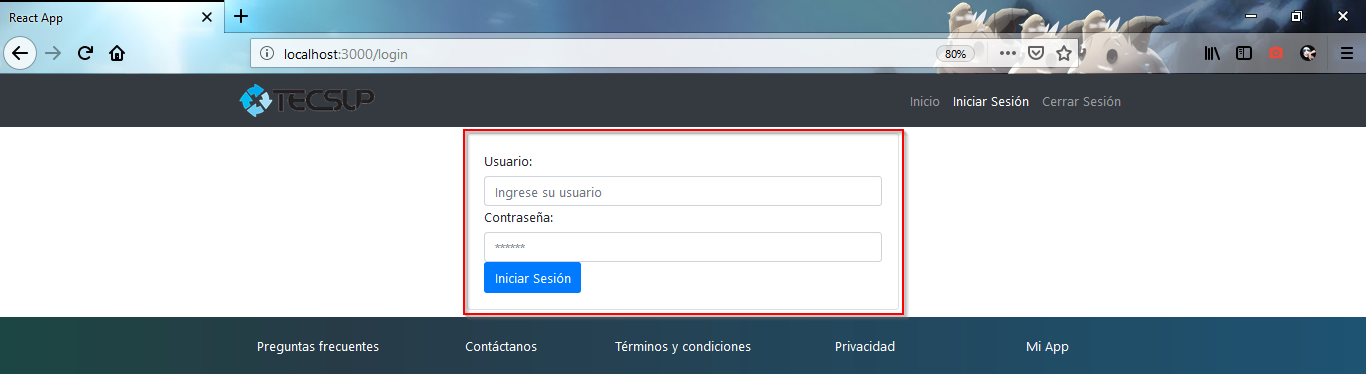 React App
localhost:3000/login
80%
TECSUP
Inicio Iniciar Sesión Cerrar Sesión
Usuario:
Ingrese su usuario
Contraseña:
******
Iniciar Sesión
Preguntas frecuentes Contáctanos Términos y condiciones Privacidad Mi App